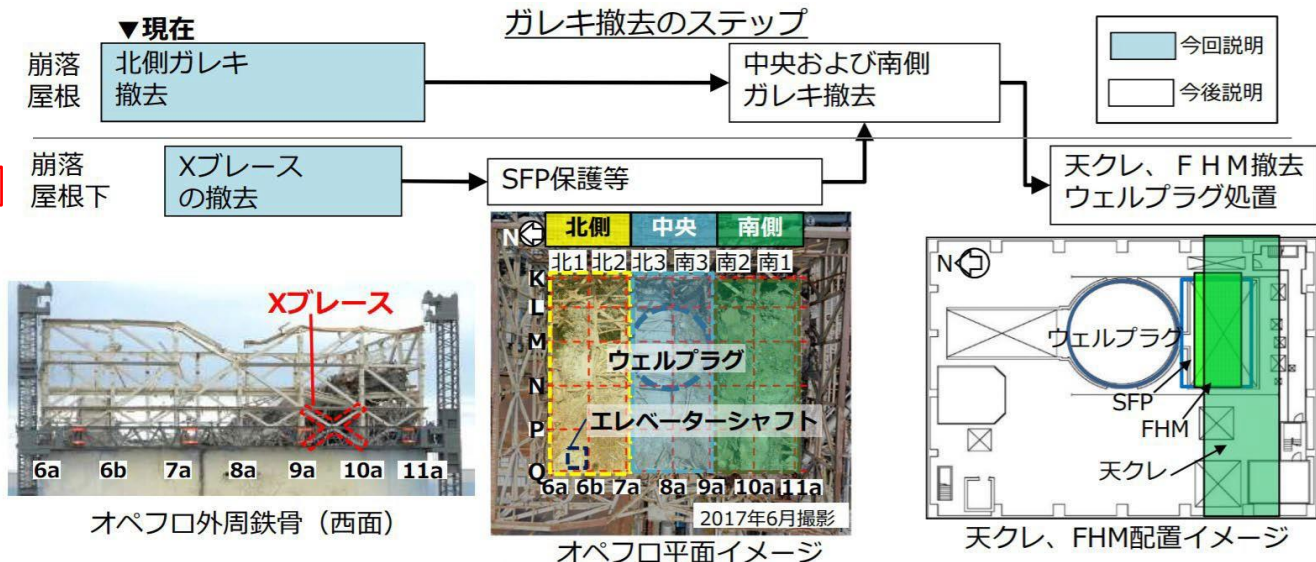 ガレキ撤去のステップ
▼現在
崩落
屋根
北側ガレキ
撤去
中央および南側
ガレキ撤去
今回説明
今後説明
崩落
屋根下
Xブレース
の撤去
SFP保護等
天クレ、FHM撤去
ウェルプラグ処置
Xブレース
6a 6b 7a 8a 9a 10a 11a
オペフロ外周鉄骨（西面）
N
北側 中央 南側
北1 北2 北3 南3 南2 南1
K
L
M
ウェルプラグ
N
エレベーターシャフト
P
Q
6a 6b 7a 8a 9a 10a 11a
2017年6月撮影
オペフロ平面イメージ
N
ウェルプラグ
SFP
FHM
天クレ
天クレ、FHM配置イメージ